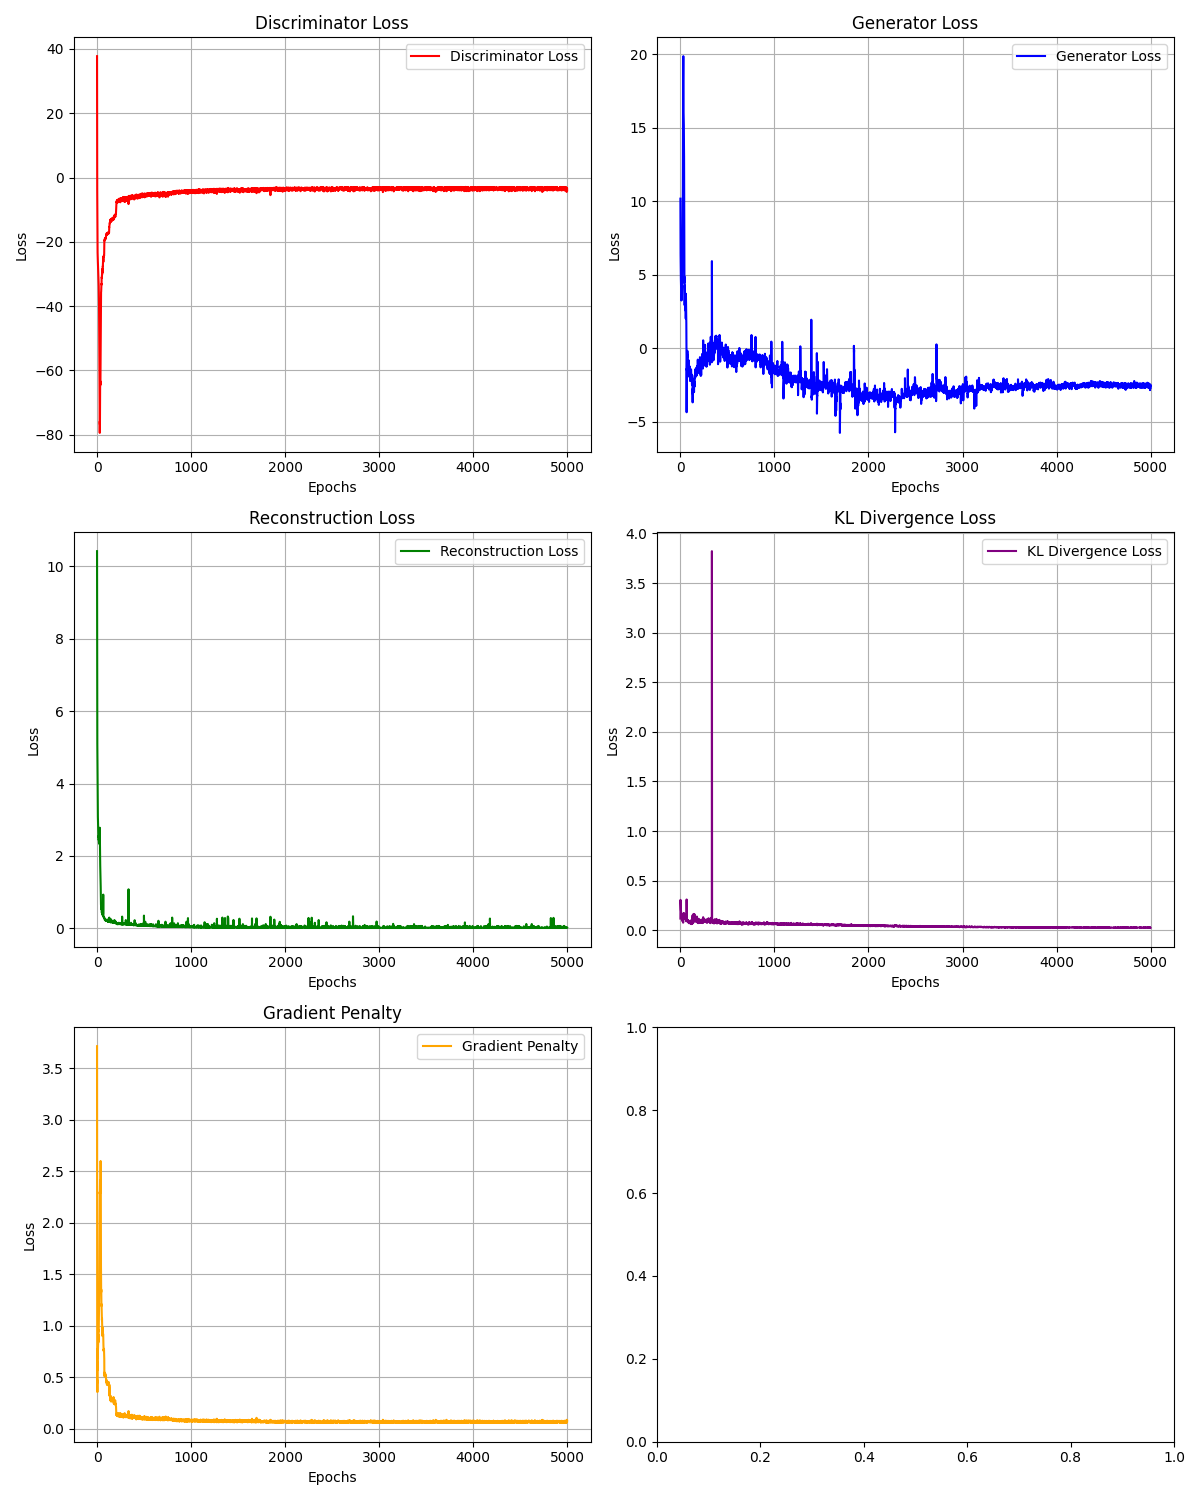 Discriminator Loss
Discriminator Loss
40
20
0
−20
−40
−60
−80
Loss
0 1000 2000 3000 4000 5000
Epochs
Generator Loss
Generator Loss
20
15
10
5
0
−5
Loss
0 1000 2000 3000 4000 5000
Epochs
Reconstruction Loss
Reconstruction Loss
10
8
6
4
2
0
Loss
0 1000 2000 3000 4000 5000
Epochs
KL Divergence Loss
KL Divergence Loss
4.0
3.5
3.0
2.5
2.0
1.5
1.0
0.5
0.0
Loss
0 1000 2000 3000 4000 5000
Epochs
Gradient Penalty
Gradient Penalty
3.5
3.0
2.5
2.0
1.5
1.0
0.5
0.0
Loss
0 1000 2000 3000 4000 5000
Epochs
1.0
0.8
0.6
0.4
0.2
0.0
0.0 0.2 0.4 0.6 0.8 1.0